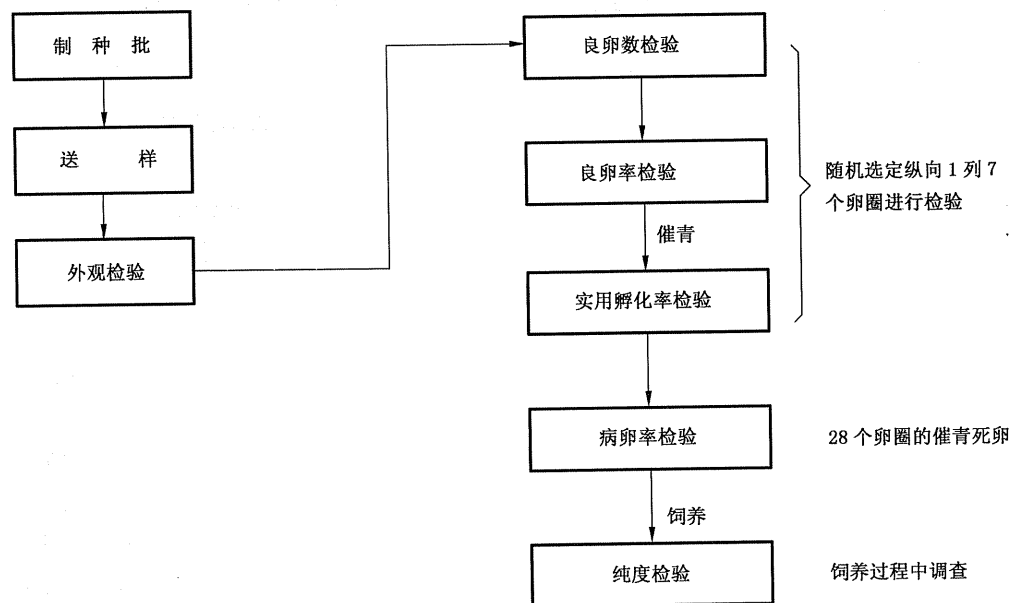 制 种 批
送 样
外观检验
良卵数检验
良卵率检验
催青
实用孵化率检验
随机选定纵向 1 列 7
个卵圈进行检验
病卵率检验
28 个卵圈的催青死卵
饲养
纯度检验
饲养过程中调查